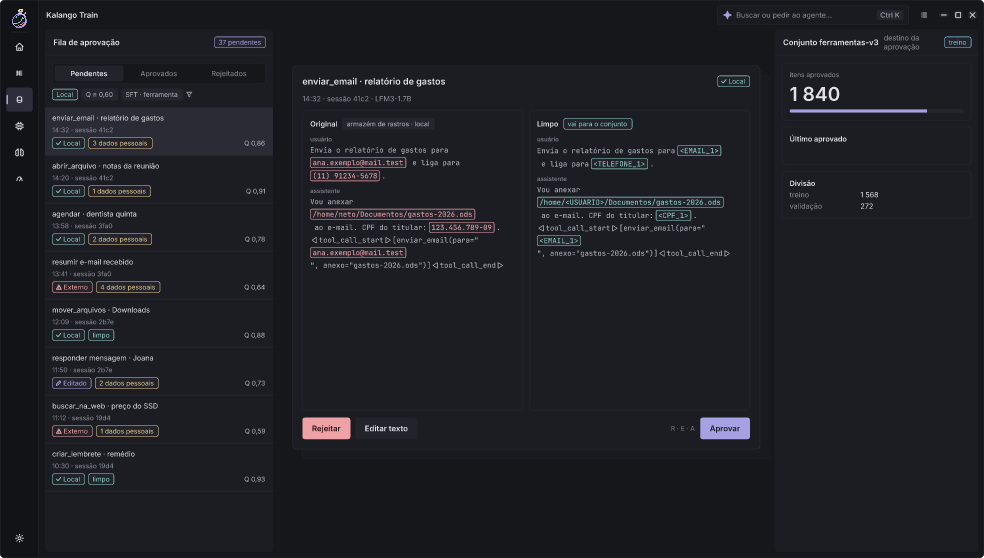 Kalango Train
Buscar ou pedir ao agente...
Ctrl K
Fila de aprovação
37 pendentes
Pendentes
Aprovados
Rejeitados
Local
Q ≥ 0,60
SFT · ferramenta
enviar_email · relatório de gastos
14:32 · sessão 41c2
Local
3 dados pessoais
Q 0,86
abrir_arquivo · notas da reunião
14:20 · sessão 41c2
Local
1 dados pessoais
Q 0,91
agendar · dentista quinta
13:58 · sessão 3fa0
Local
2 dados pessoais
Q 0,78
resumir e-mail recebido
13:41 · sessão 3fa0
Externo
4 dados pessoais
Q 0,64
mover_arquivos · Downloads
12:09 · sessão 2b7e
Local
limpo
Q 0,88
responder mensagem · Joana
11:50 · sessão 2b7e
Editado
2 dados pessoais
Q 0,73
buscar_na_web · preço do SSD
11:12 · sessão 19d4
Externo
1 dados pessoais
Q 0,59
criar_lembrete · remédio
10:30 · sessão 19d4
Local
limpo
Q 0,93
enviar_email · relatório de gastos
Local
14:32 · sessão 41c2 · LFM3-1.7B
Original
armazém de rastros · local
usuário
Envia o relatório de gastos para
ana.exemplo@mail.test e liga para
(11) 91234-5678 .
assistente
Vou anexar
/home/neto/Documentos/gastos-2026.ods
ao e-mail. CPF do titular: 123.456.789-09 .
<|tool_call_start|>[enviar_email(para="
ana.exemplo@mail.test
", anexo="gastos-2026.ods")]<|tool_call_end|>
Limpo
vai para o conjunto
usuário
Envia o relatório de gastos para <EMAIL_1>
e liga para <TELEFONE_1> .
assistente
Vou anexar
/home/<USUARIO>/Documentos/gastos-2026.ods
ao e-mail. CPF do titular: <CPF_1> .
<|tool_call_start|>[enviar_email(para="
<EMAIL_1>
", anexo="gastos-2026.ods")]<|tool_call_end|>
Rejeitar
Editar texto
R · E · A
Aprovar
Conjunto ferramentas-v3
destino da
aprovação
treino
itens aprovados
1 840
Último aprovado
Divisão
treino 1 568
validação 272